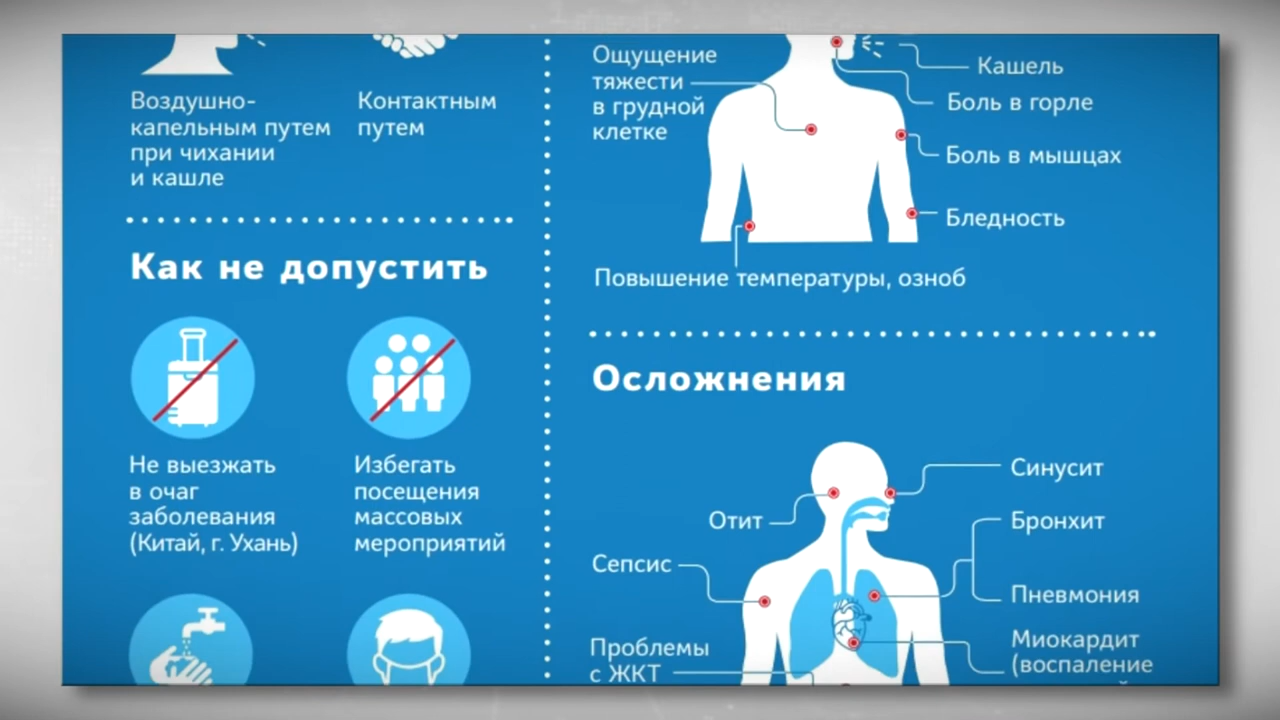 Воздушно-
капельным путем
при чихании
и кашле
Контактным
путем
Как не допустить
Не выезжать
в очаг
заболевания
(Китай, г. Ухань)
Избегать
посещения
массовых
мероприятий
Ощущение
тяжести
в грудной
клетке
Кашель
Боль в горле
Боль в мышцах
Бледность
Повышение температуры, озноб
Осложнения
Синусит
Отит
Бронхит
Сепсис
Пневмония
Проблемы
с ЖКТ
Миокардит
(воспаление